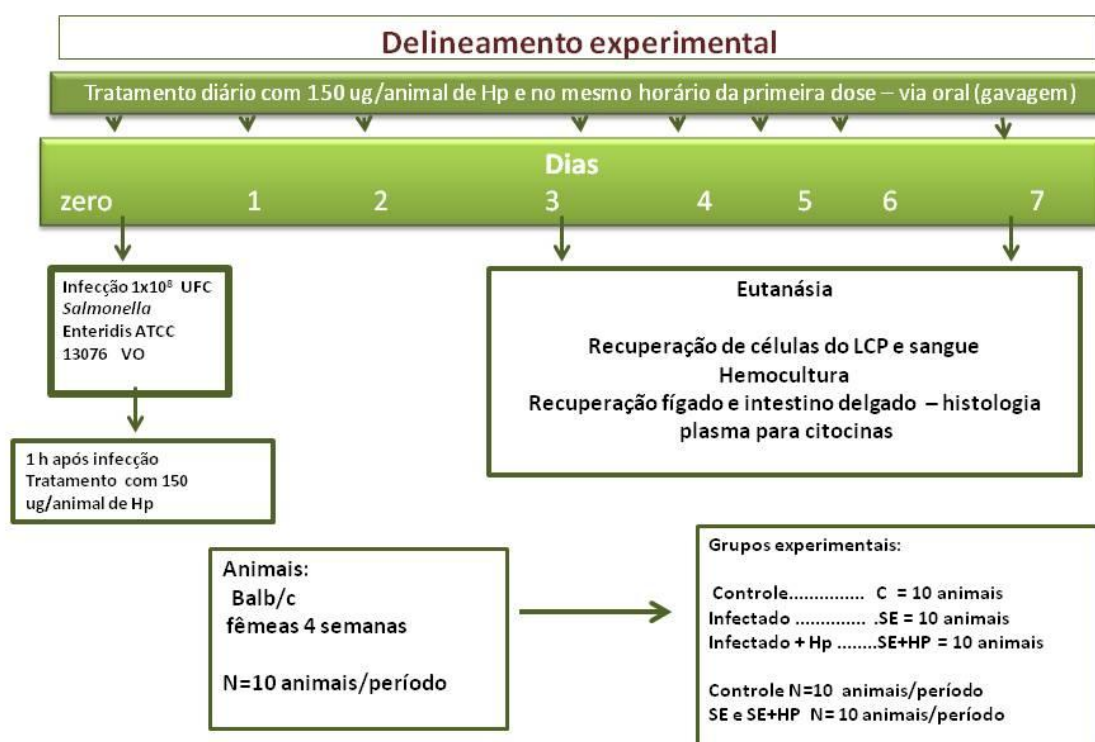 Delineamento experimental
Tratamento diário com 150 ug/animal de Hp e no mesmo horário da primeira dose – via oral (gavagem)
Dias
zero 1 2 3 4 5 6 7
Infecção 1x10⁸ UFC
Salmonella
Enteridis ATCC
13076 VO
1 h após infecção
Tratamento com 150
ug/animal de Hp
Eutanásia
Recuperação de células do LCP e sangue
Hemocultura
Recuperação fígado e intestino delgado – histologia
plasma para citocinas
Animais:
Balb/c
fêmeas 4 semanas
N=10 animais/período
Grupos experimentais:
Controle............... C = 10 animais
Infectado .............. .SE = 10 animais
Infectado + Hp ........SE+HP = 10 animais
Controle N=10 animais/período
SE e SE+HP N= 10 animais/período